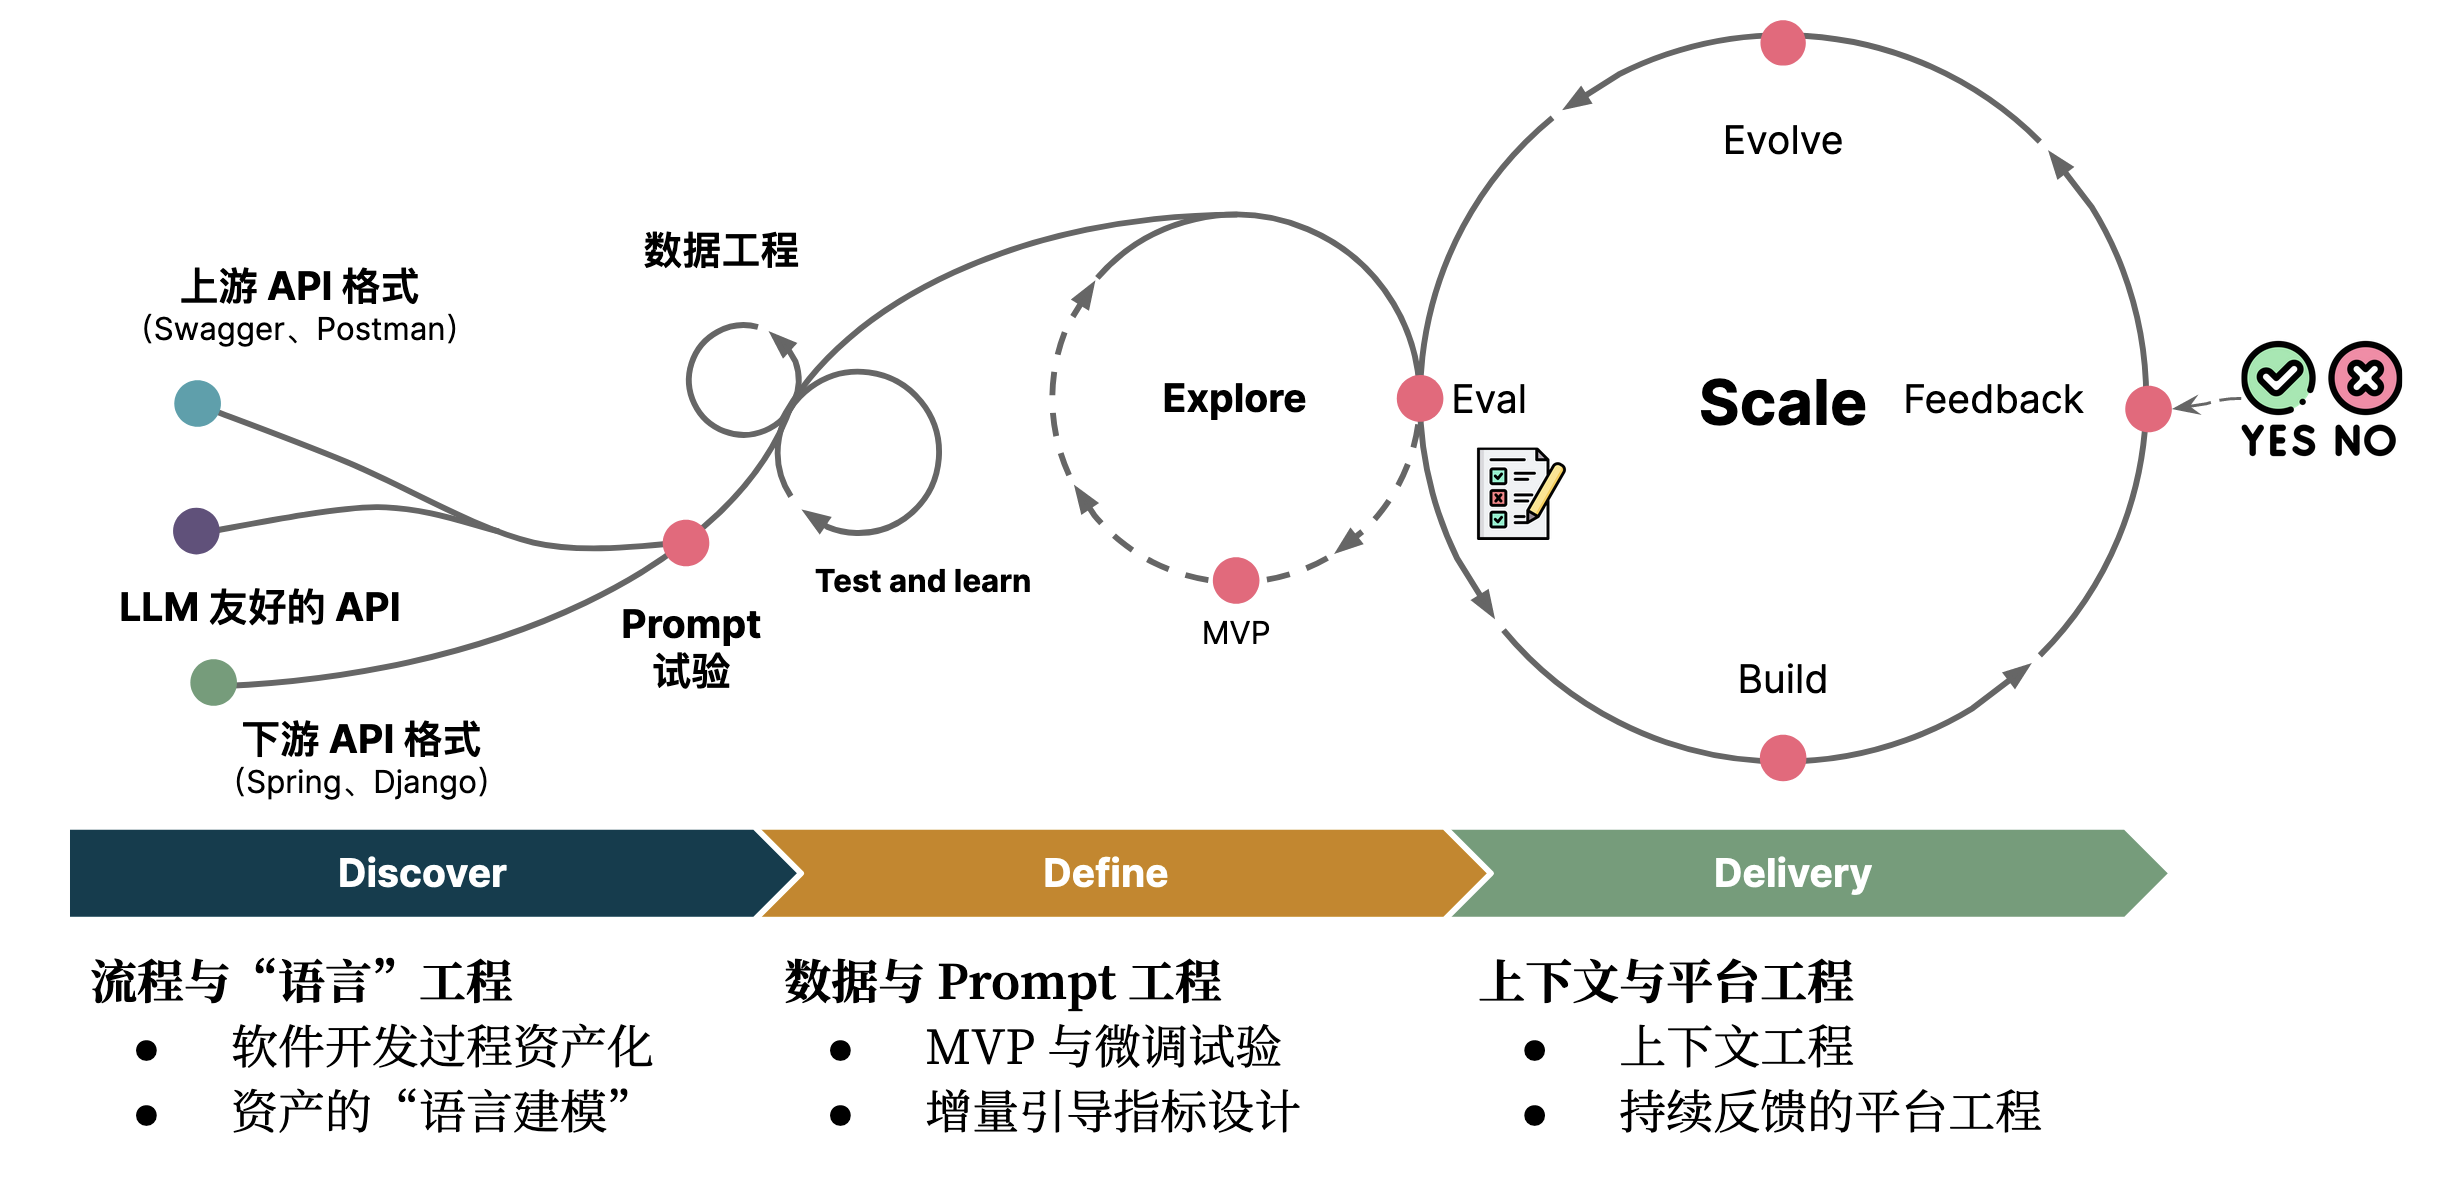 上游 API 格式
(Swagger、Postman)
LLM 友好的 API
下游 API 格式
(Spring、Django)
数据工程
Test and learn
Prompt
试验
Explore
MVP
Eval
Evolve
Scale
Feedback
Build
YES NO
Discover
Define
Delivery
流程与“语言”工程
● 软件开发过程资产化
● 资产的“语言建模”
数据与 Prompt 工程
● MVP 与微调试验
● 增量引导指标设计
上下文与平台工程
● 上下文工程
● 持续反馈的平台工程